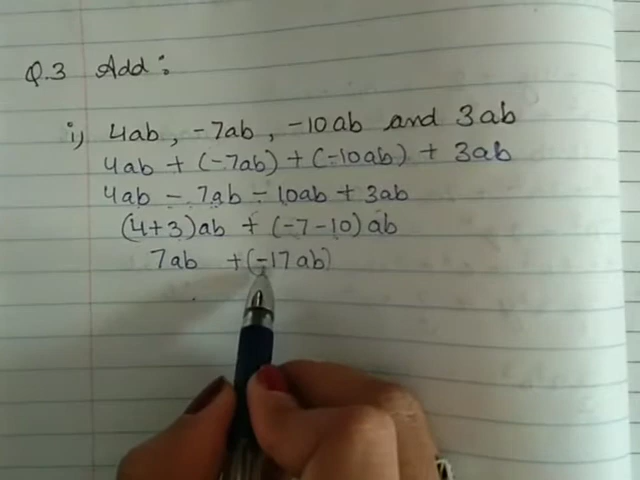 Q.3 Add:
i) 4ab, -7ab, -10ab and 3ab
4ab + (-7ab) + (-10ab) + 3ab
4ab - 7ab - 10ab + 3ab
(4+3)ab + (-7-10)ab
7ab + (-17ab)